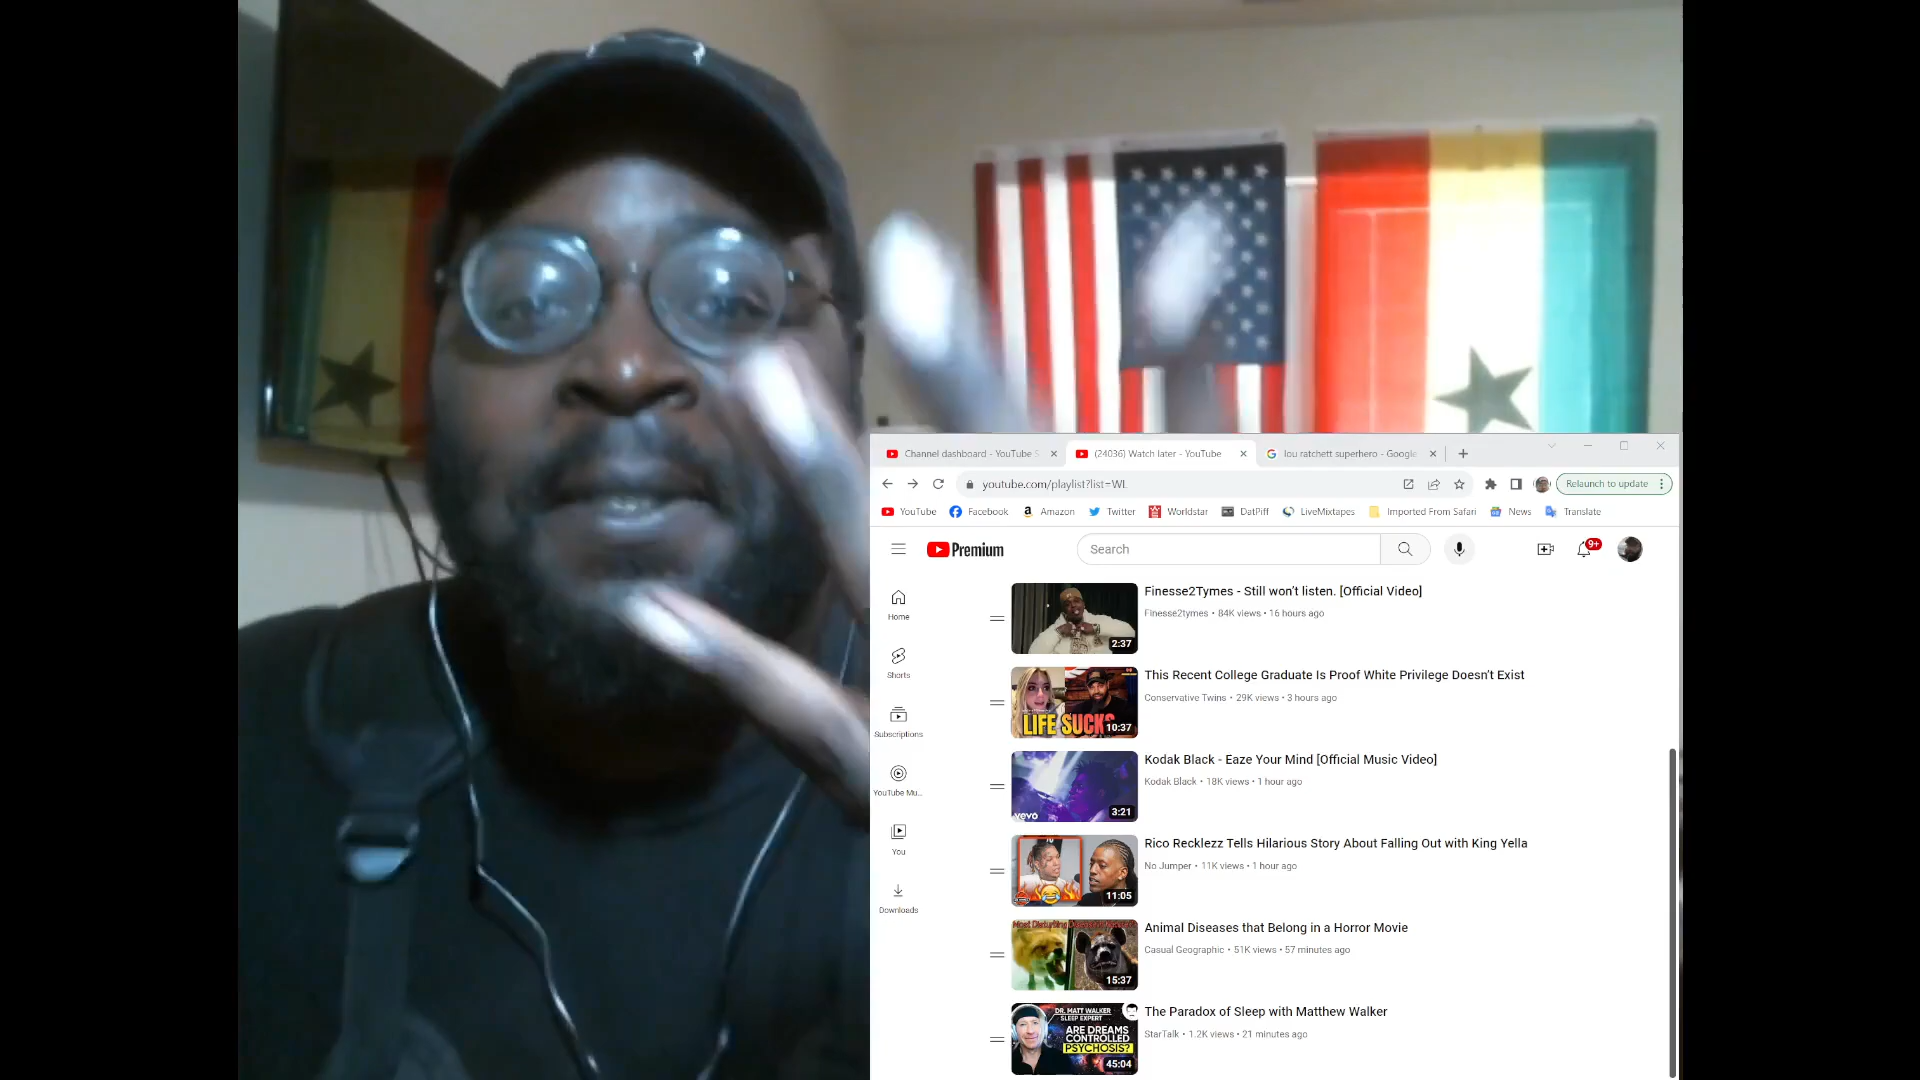 Channel dashboard - YouTube S
(24036) Watch later - YouTube
lou ratchett superhero - Google
youtube.com/playlist?list=WL
Relaunch to update
YouTube
Facebook
Amazon
Twitter
Worldstar
DatPiff
LiveMixtapes
Imported From Safari
News
Translate
Premium
Search
9+
Home
Shorts
Subscriptions
YouTube Mu...
You
Downloads
2:37
Finesse2Tymes - Still won't listen. [Official Video]
Finesse2tymes • 84K views • 16 hours ago
LIFE SUCKS
10:37
This Recent College Graduate Is Proof White Privilege Doesn't Exist
Conservative Twins • 29K views • 3 hours ago
vevo
3:21
Kodak Black - Eaze Your Mind [Official Music Video]
Kodak Black • 18K views • 1 hour ago
11:05
Rico Recklezz Tells Hilarious Story About Falling Out with King Yella
No Jumper • 11K views • 1 hour ago
Most Disturbing
15:37
Animal Diseases that Belong in a Horror Movie
Casual Geographic • 51K views • 57 minutes ago
DR. MATT WALKER
SLEEP EXPERT
ARE DREAMS
CONTROLLED
PSYCHOSIS?
45:04
The Paradox of Sleep with Matthew Walker
StarTalk • 1.2K views • 21 minutes ago